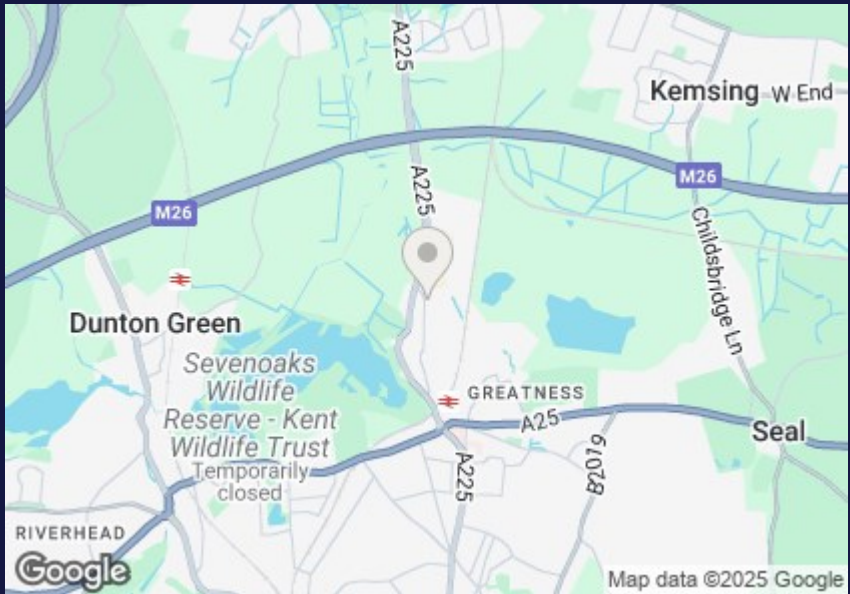 A225
Kemsing
W End
A225
M26
M26
Childsbridge Ln
Dunton Green
Sevenoaks
Wildlife
Reserve - Kent
Wildlife Trust
Temporarily
closed
GREATNESS
A25
Seal
A225
B2019
RIVERHEAD
Google
Map data ©2025 Google